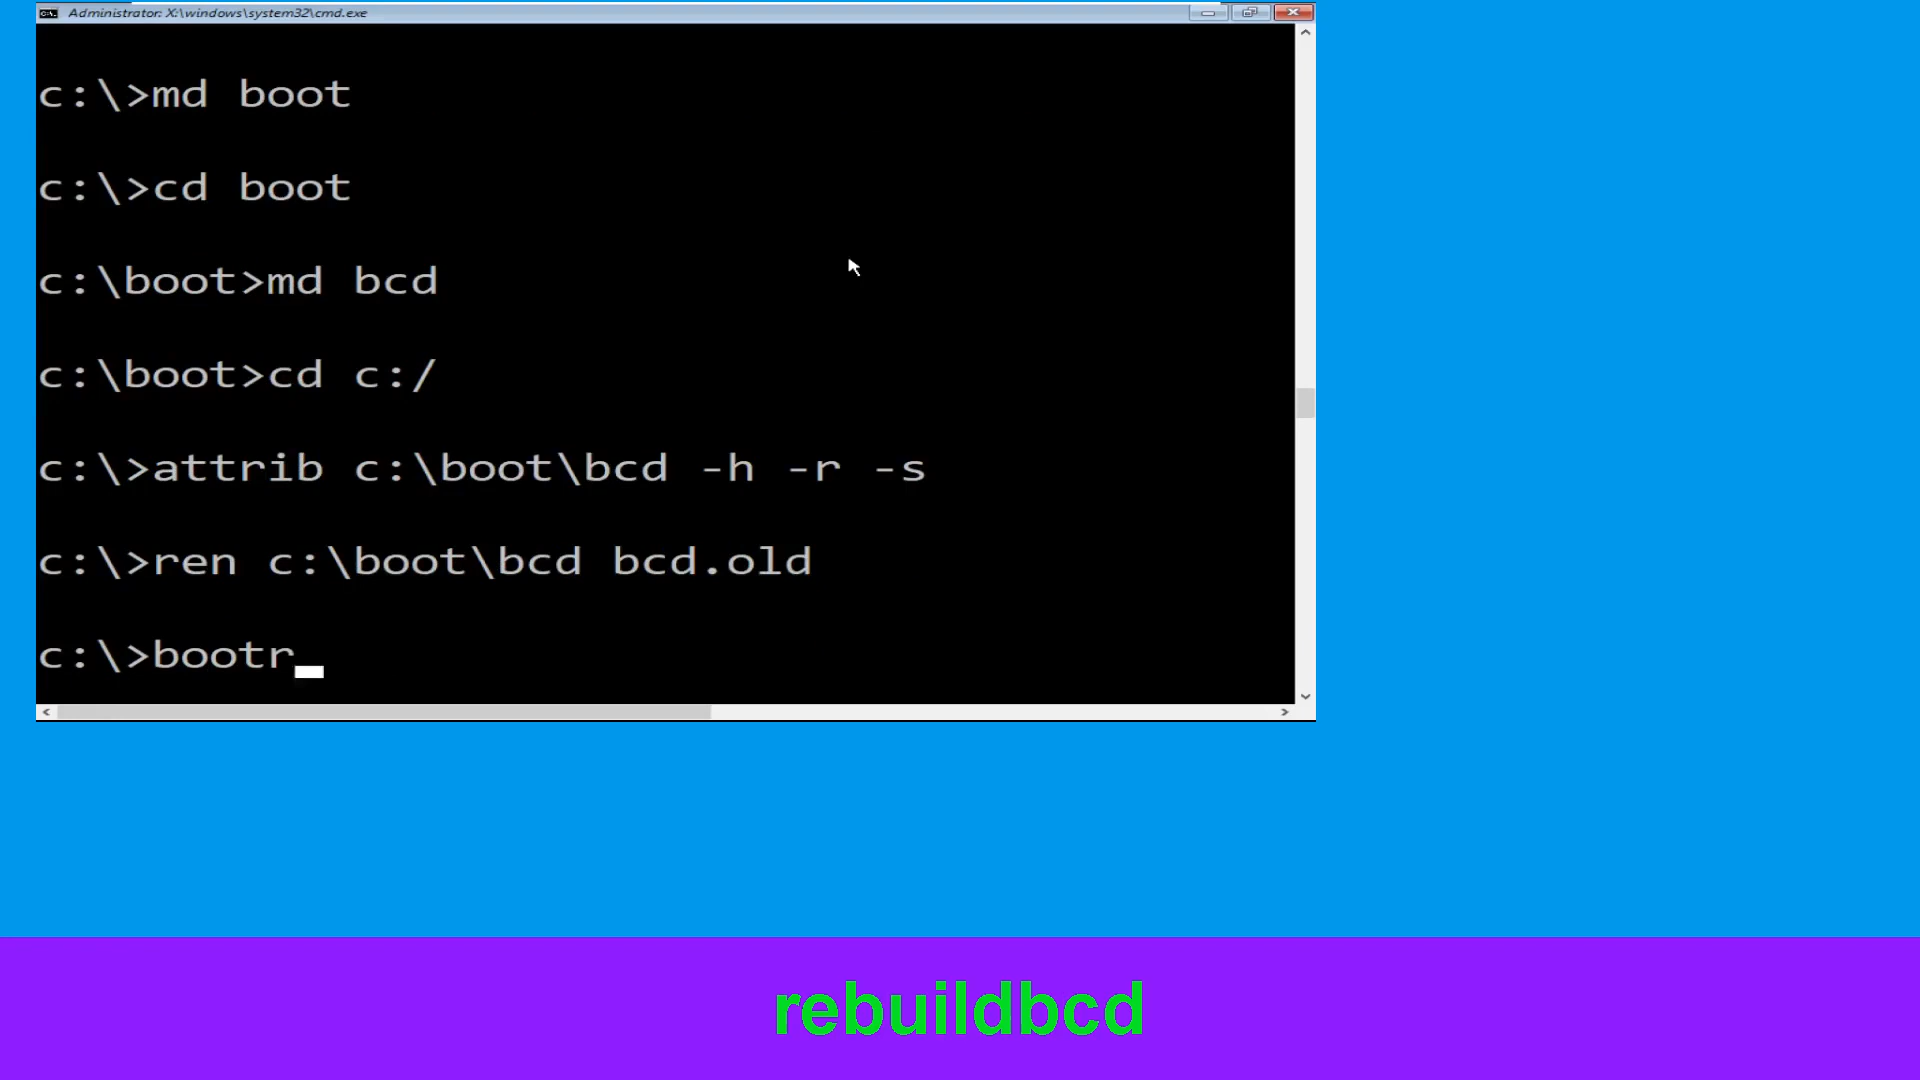 Administrator: X:\windows\system32\cmd.exe
c:\>md boot
c:\>cd boot
c:\boot>md bcd
c:\boot>cd c:/
c:\>attrib c:\boot\bcd -h -r -s
c:\>ren c:\boot\bcd bcd.old
c:\>bootr
rebuildbcd